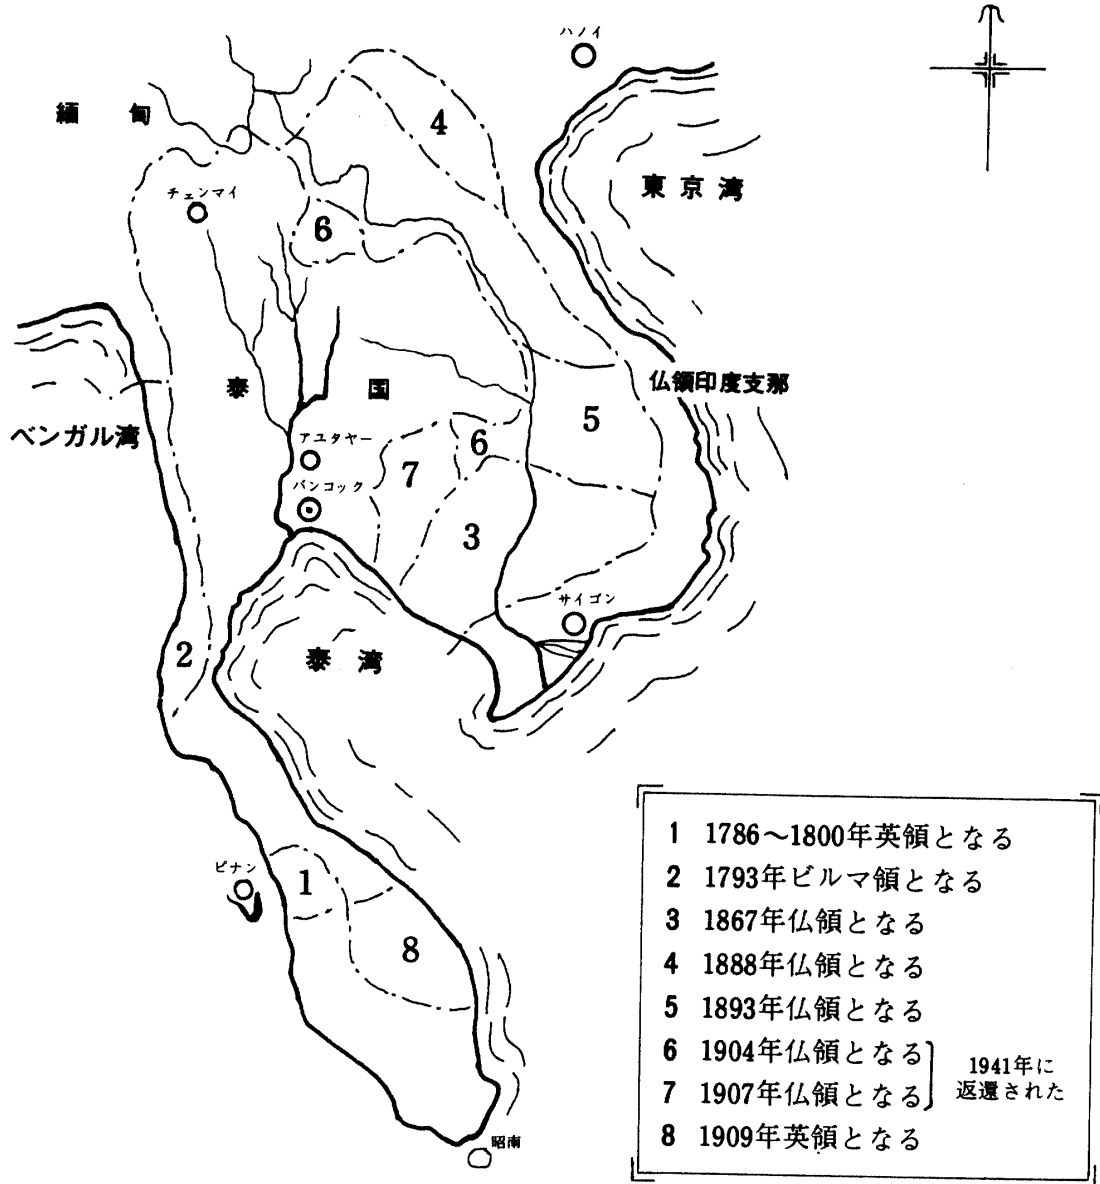 ハノイ
緬甸
4
東京湾
チェンマイ
6
仏領印度支那
泰国
5
ベンガル湾
アユタヤー
6
7
バンコック
3
サイゴン
2
泰湾
ピナン
1
8
昭南
1 1786〜1800年英領となる
2 1793年ビルマ領となる
3 1867年仏領となる
4 1888年仏領となる
5 1893年仏領となる
6 1904年仏領となる
7 1907年仏領となる
1941年に
返還された
8 1909年英領となる